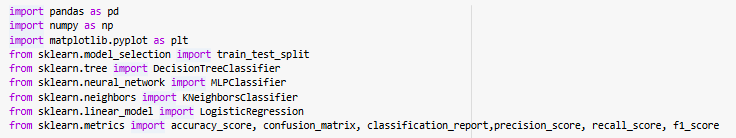 import pandas as pd
import numpy as np
import matplotlib.pyplot as plt
from sklearn.model_selection import train_test_split
from sklearn.tree import DecisionTreeClassifier
from sklearn.neural_network import MLPClassifier
from sklearn.neighbors import KNeighborsClassifier
from sklearn.linear_model import LogisticRegression
from sklearn.metrics import accuracy_score, confusion_matrix, classification_report,precision_score, recall_score, f1_score